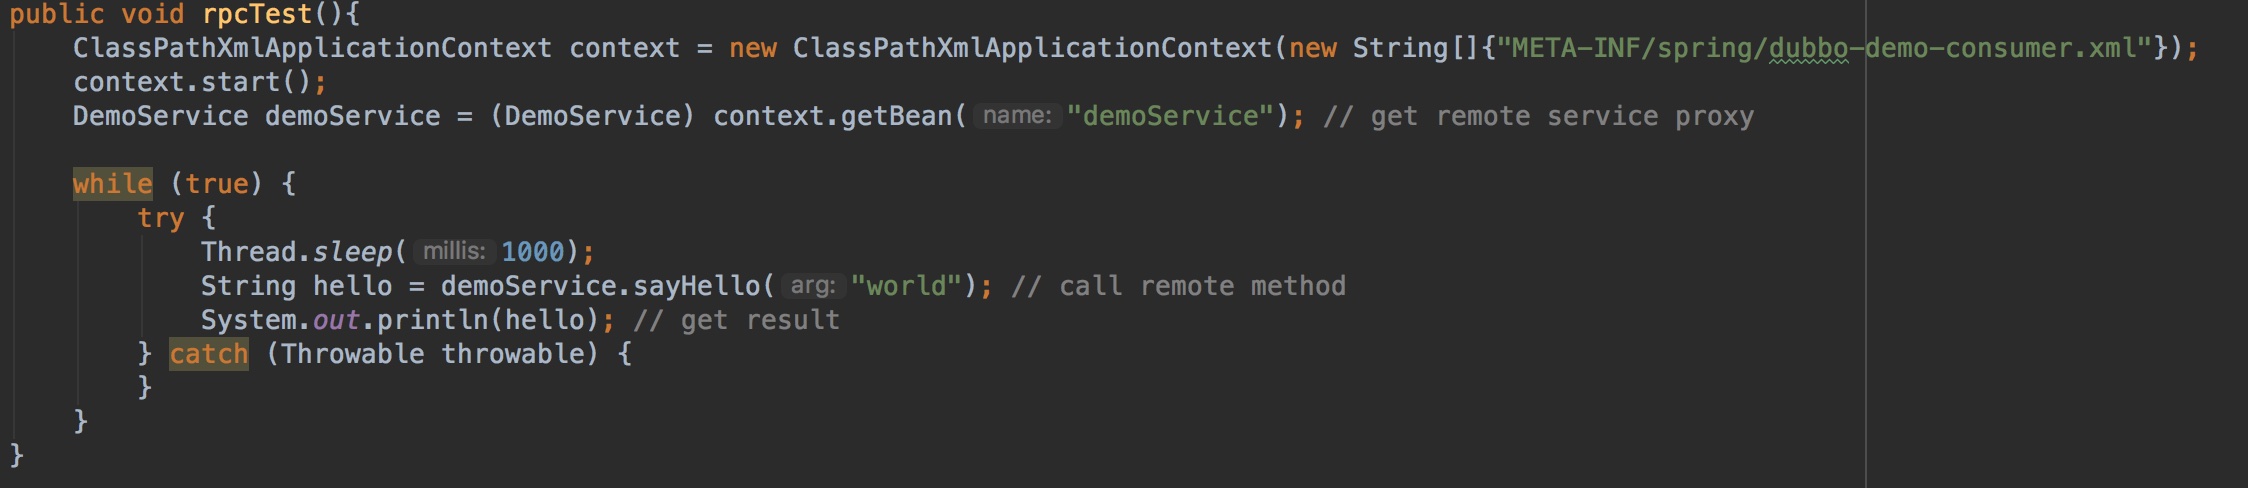 public void rpcTest(){
ClassPathXmlApplicationContext context = new ClassPathXmlApplicationContext(new String[]{"META-INF/spring/dubbo-demo-consumer.xml"});
context.start();
DemoService demoService = (DemoService) context.getBean( name: "demoService"); // get remote service proxy
while (true) {
try {
Thread.sleep( millis: 1000);
String hello = demoService.sayHello( arg: "world"); // call remote method
System.out.println(hello); // get result
} catch (Throwable throwable) {
}
}
}